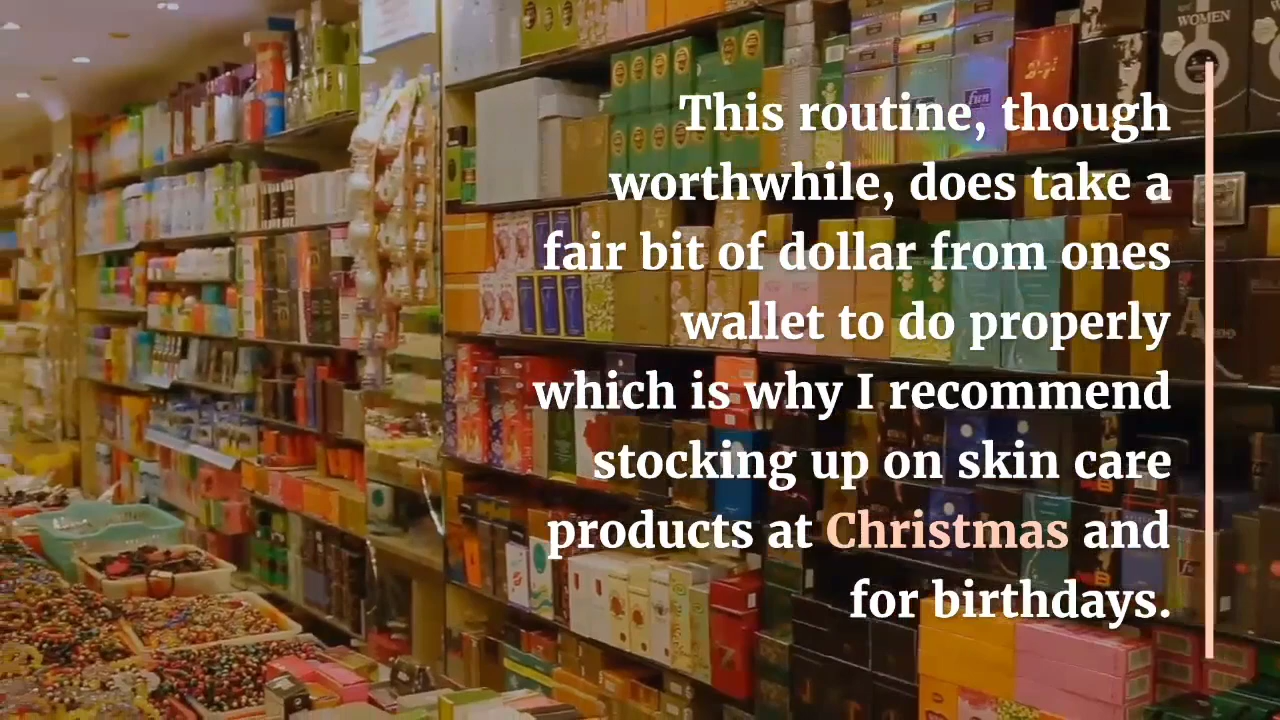 WOMEN
This routine, though
worthwhile, does take a
fair bit of dollar from ones
wallet to do properly
which is why I recommend
stocking up on skin care
products at Christmas and
for birthdays.